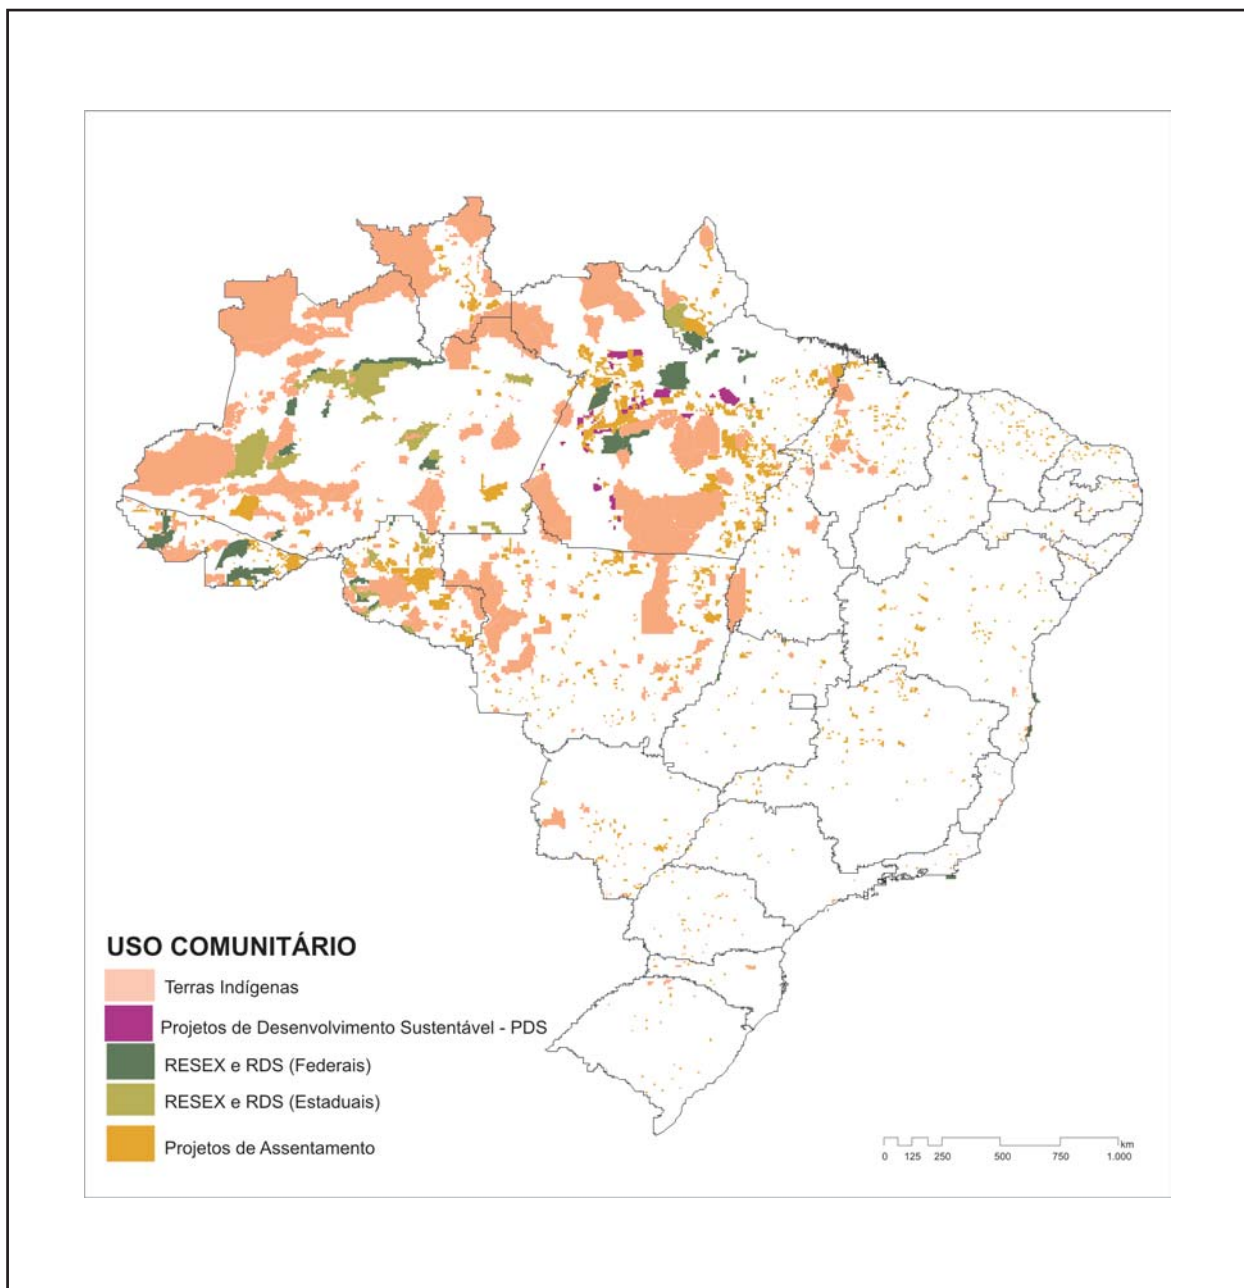 USO COMUNITÁRIO
Terras Indígenas
Projetos de Desenvolvimento Sustentável - PDS
RESEX e RDS (Federais)
RESEX e RDS (Estaduais)
Projetos de Assentamento
km
0 125 250 500 750 1.000